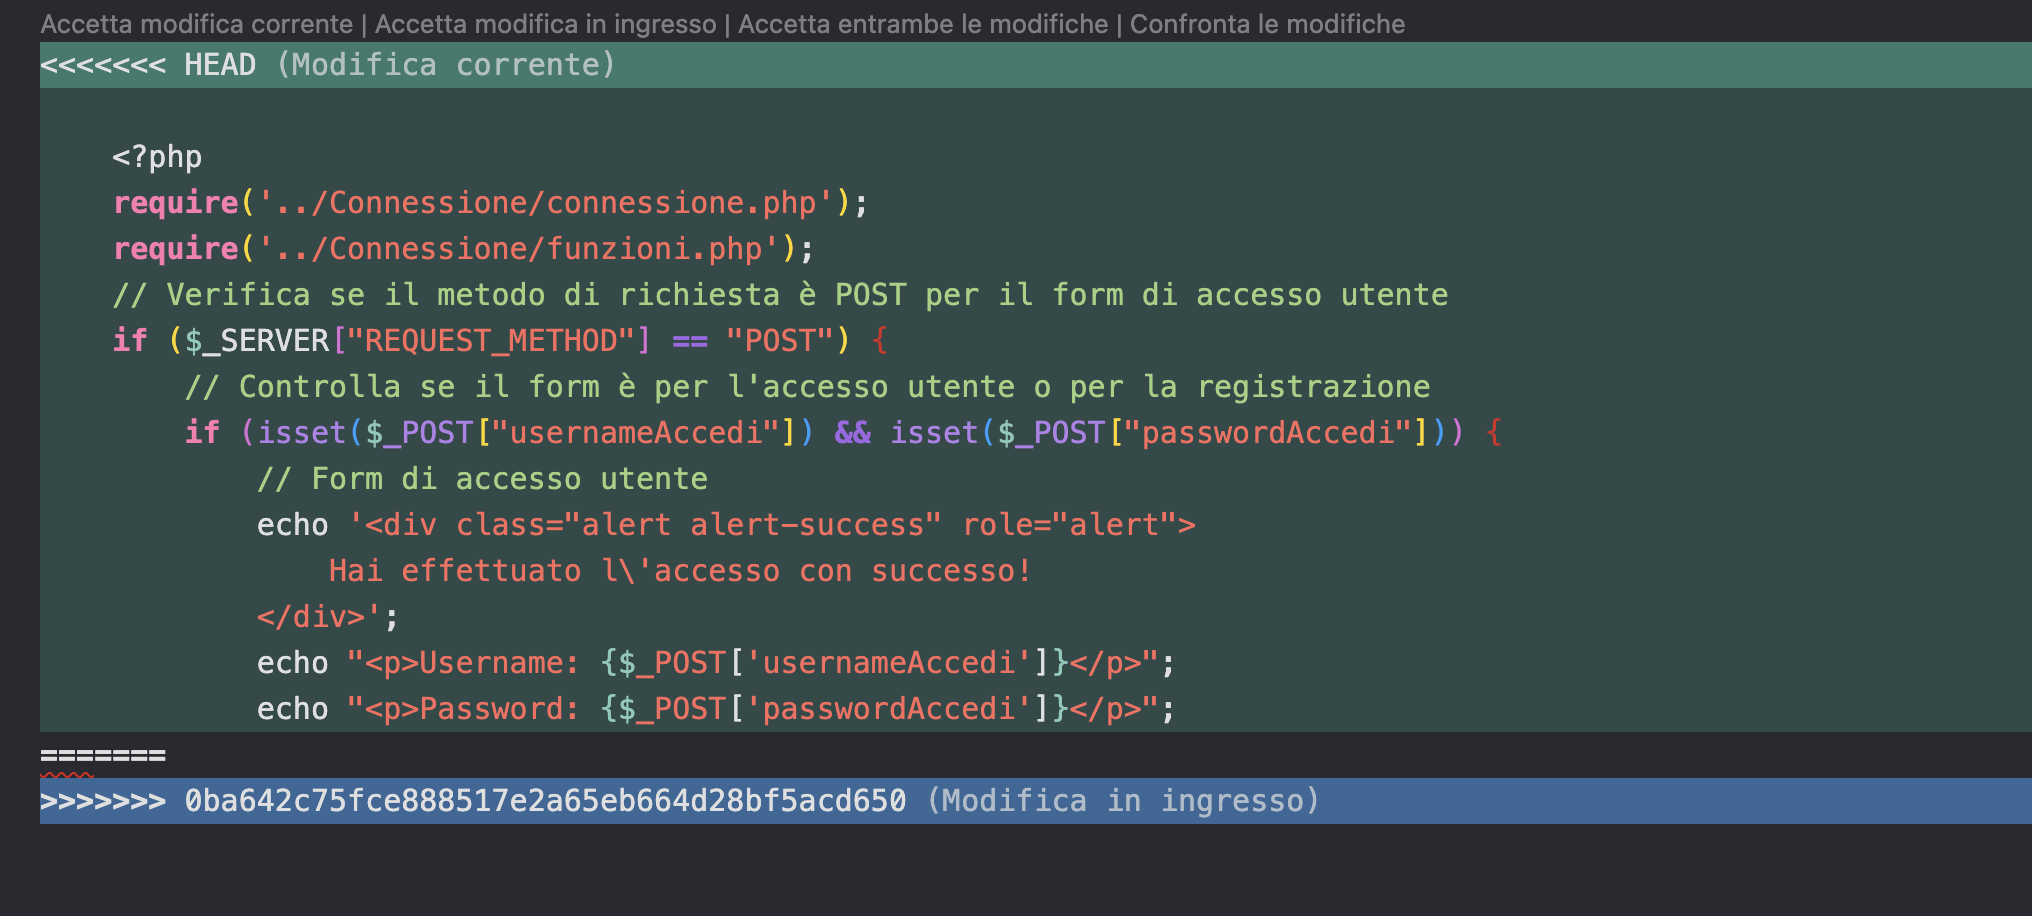 Accetta modifica corrente | Accetta modifica in ingresso | Accetta entrambe le modifiche | Confronta le modifiche
<<<<<<< HEAD (Modifica corrente)
<?php
require('../Connessione/connessione.php');
require('../Connessione/funzioni.php');
// Verifica se il metodo di richiesta è POST per il form di accesso utente
if ($_SERVER["REQUEST_METHOD"] == "POST") {
// Controlla se il form è per l'accesso utente o per la registrazione
if (isset($_POST["usernameAccedi"]) && isset($_POST["passwordAccedi"])) {
// Form di accesso utente
echo '<div class="alert alert-success" role="alert">
Hai effettuato l\'accesso con successo!
</div>';
echo "<p>Username: {$_POST['usernameAccedi']}</p>";
echo "<p>Password: {$_POST['passwordAccedi']}</p>";
=======
>>>>>>> 0ba642c75fce888517e2a65eb664d28bf5acd650 (Modifica in ingresso)